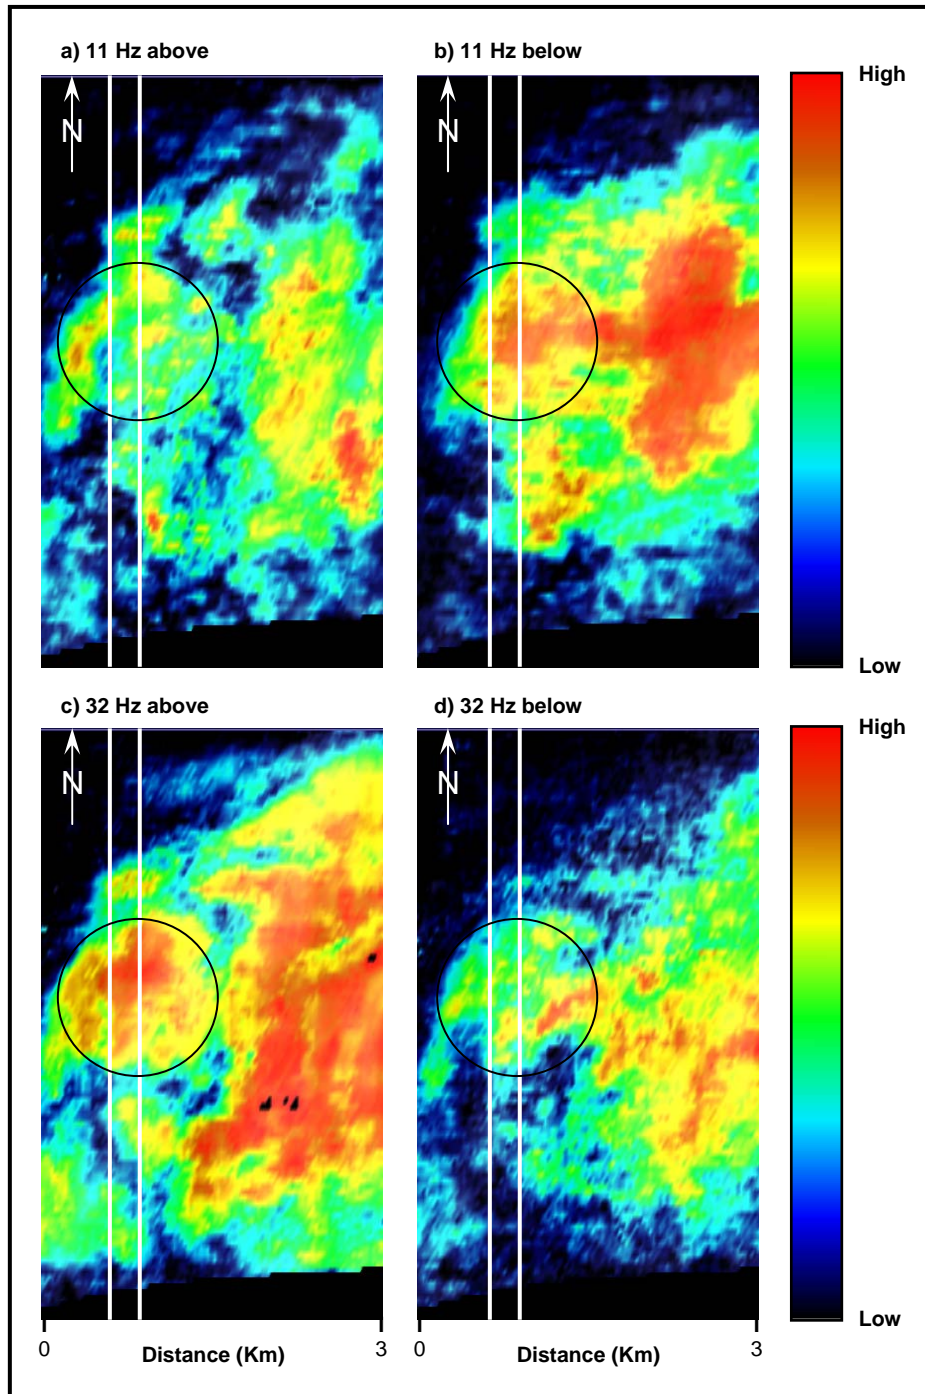 a) 11 Hz above
b) 11 Hz below
High
N
N
Low
c) 32 Hz above
d) 32 Hz below
High
N
N
Low
0
3
0
3
Distance (Km)
Distance (Km)